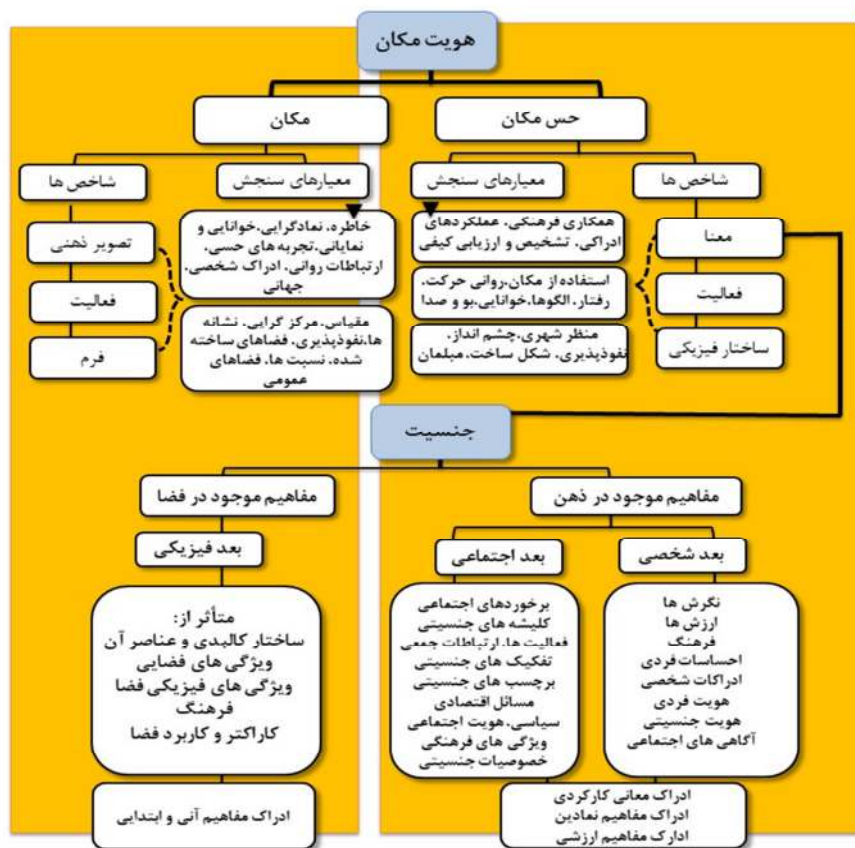 هویت مکان
حس مکان
مکان
شاخص ها
معیارهای سنجش
معیارهای سنجش
شاخص ها
معنا
فعالیت
ساختار فیزیکی
همکاری فرهنگی، عملکردهای
ادراکی، تشخیص و ارزیابی کیفی
استفاده از مکان،روانی حرکت،
رفتار، الگوها،خوانایی،بو و صدا
منظر شهری،چشم انداز،
نفوذپذیری، شکل ساخت، مبلمان
خاطره، نمادگرایی،خوانایی و
نمایانی،تجربه های حسی،
ارتباطات روانی، ادراک شخصی،
جهانی
مقیاس، مرکز گرایی، نشانه
ها،نفوذپذیری، فضاهای ساخته
شده، نسبت ها، فضاهای
عمومی
تصویر ذهنی
فعالیت
فرم
جنسیت
مفاهیم موجود در ذهن
مفاهیم موجود در فضا
بعد شخصی
بعد اجتماعی
بعد فیزیکی
نگرش ها
ارزش ها
فرهنگ
احساسات فردی
ادراکات شخصی
هویت فردی
هویت جنسیتی
آگاهی های اجتماعی
برخوردهای اجتماعی
کلیشه های جنسیتی
فعالیت ها، ارتباطات جمعی
تفکیک های جنسیتی
برچسب های جنسیتی
مسائل اقتصادی
سیاسی، هویت اجتماعی
ویژگی های فرهنگی
خصوصیات جنسیتی
متأثر از:
ساختار کالبدی و عناصر آن
ویژگی های فضایی
ویژگی های فیزیکی فضا
فرهنگ
کاراکتر و کاربرد فضا
ادراک معانی کارکردی
ادراک مفاهیم نمادین
ادارک مفاهیم ارزشی
ادراک مفاهیم آنی و ابتدایی